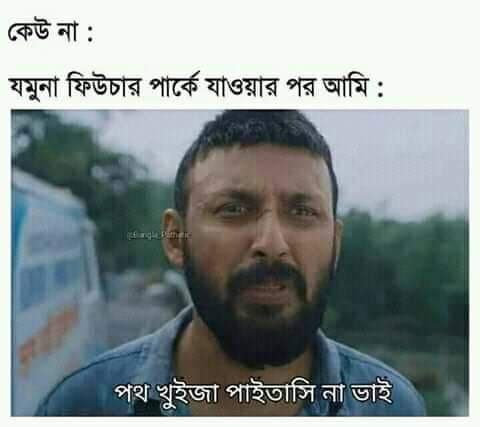 কেউ না :
যমুনা ফিউচার পার্কে যাওয়ার পর আমি :
পথ খুইজা পাইতাসি না ভাই